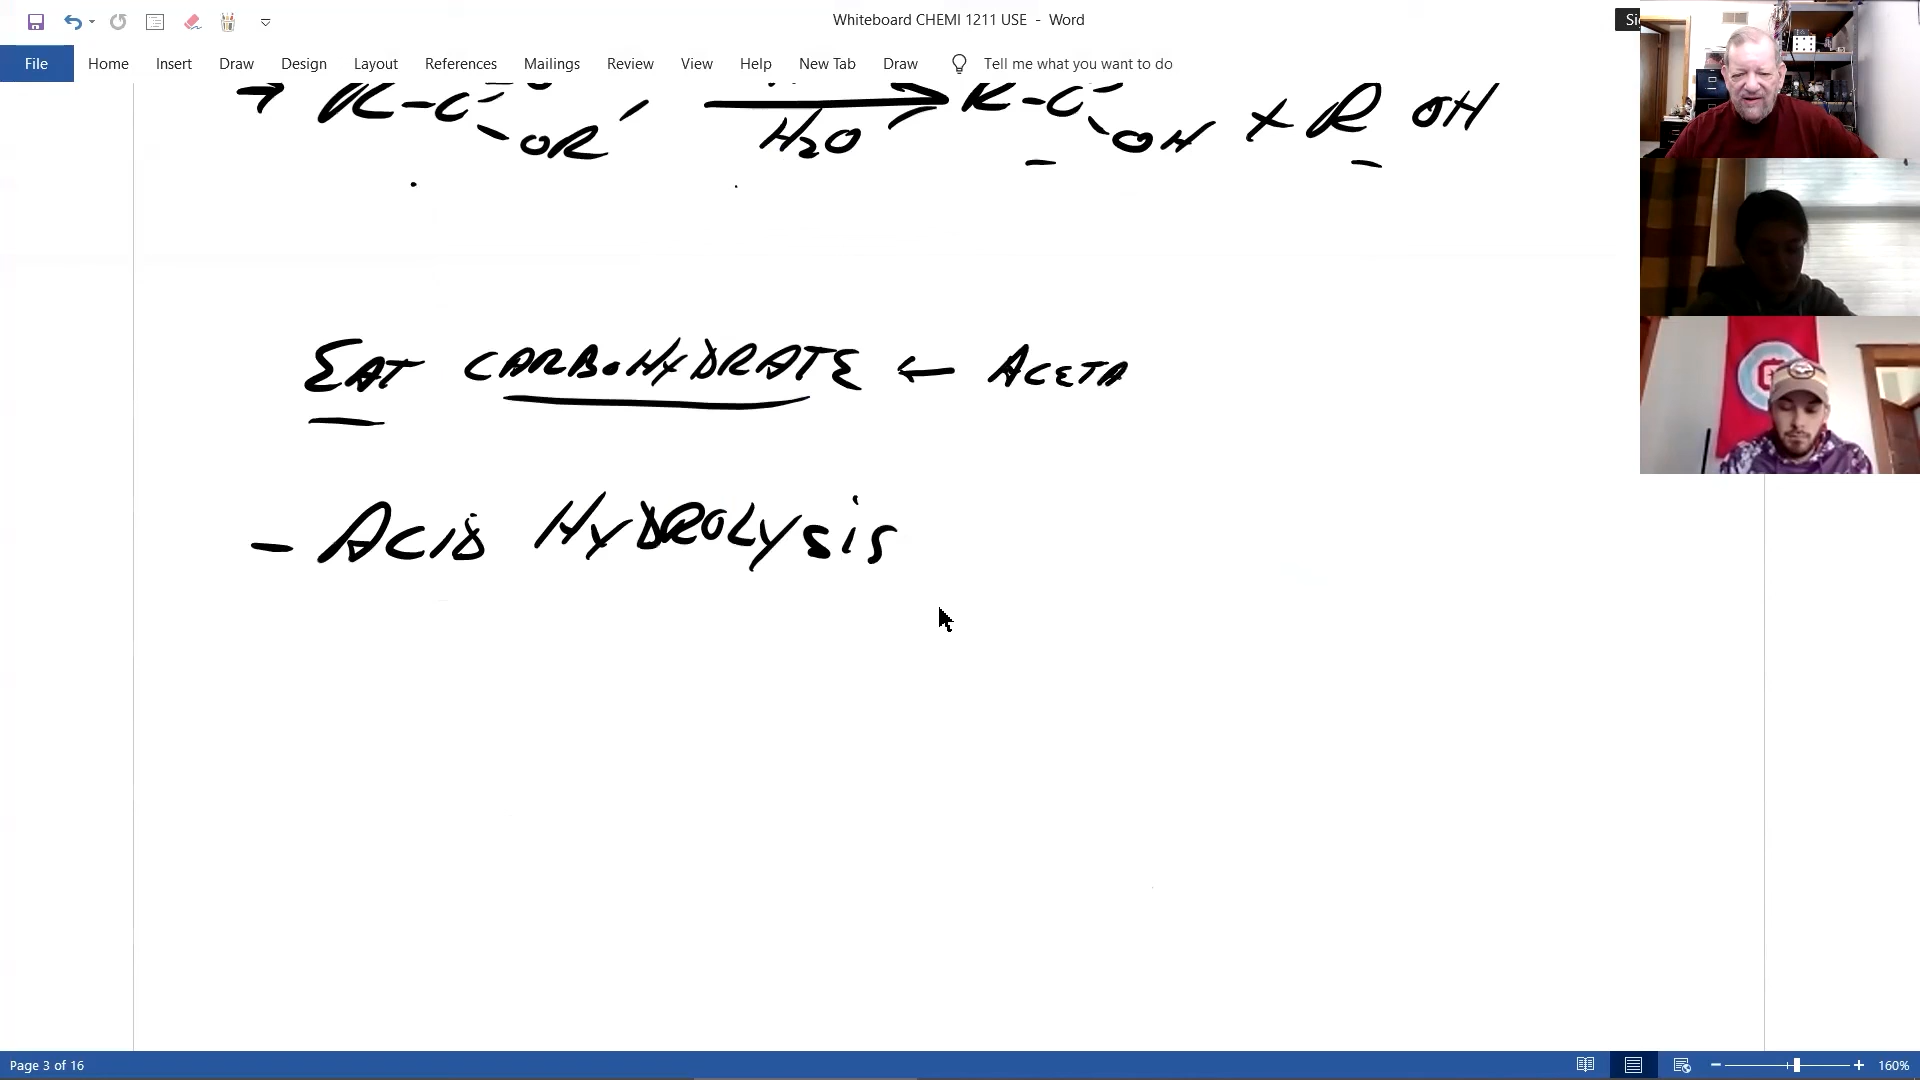 Whiteboard CHEMI 1211 USE - Word
File Home Insert Draw Design Layout References Mailings Review View Help New Tab Draw Tell me what you want to do
→ R-C OR' H2O R-C OH + R OH
EAT CARBOHYDRATE ← ACETA
- ACID HYDROLYSIS
Page 3 of 16
160%